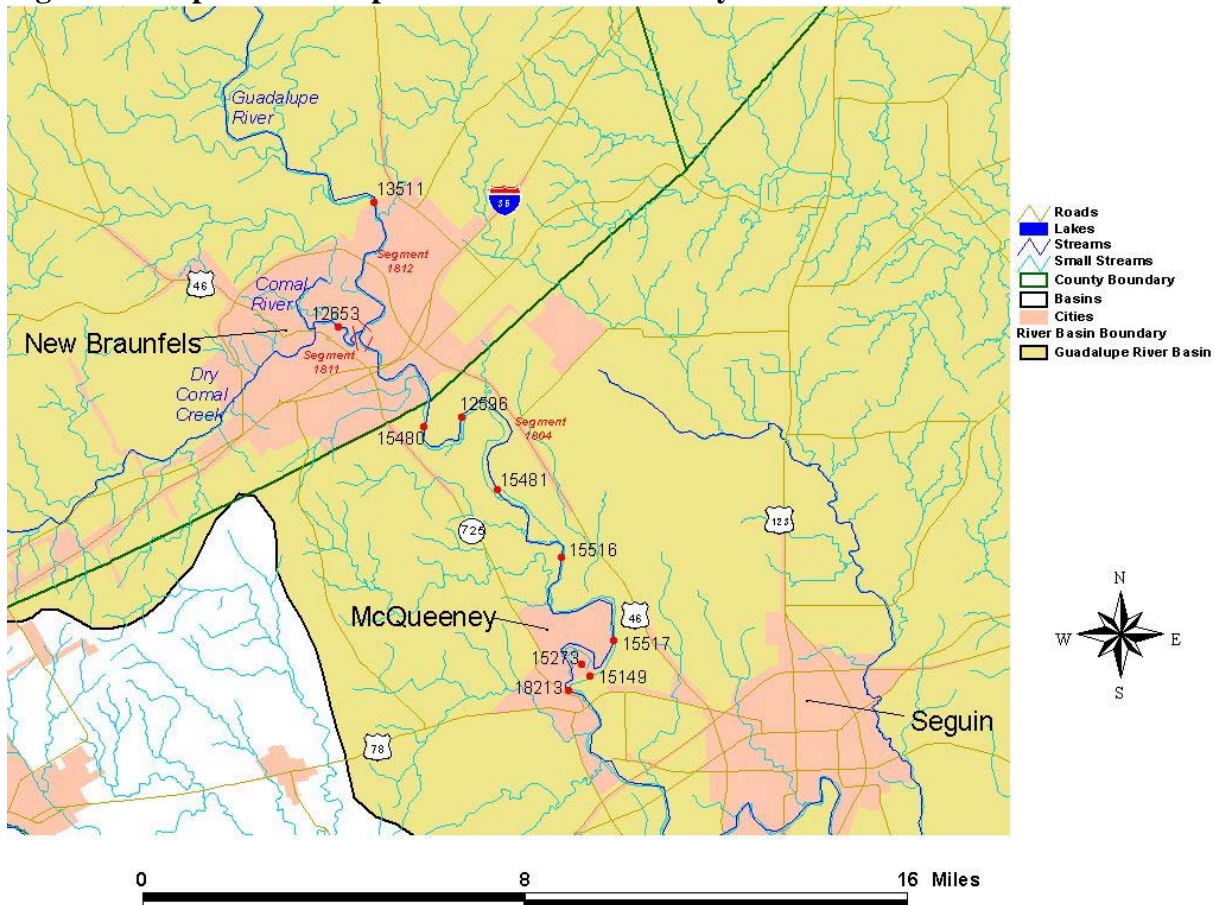 Guadalupe
River
13511
35
Segment
1812
46
Comal
River
12653
New Braunfels
Segment
1811
Dry
Comal
Creek
12596
15480
Segment
1804
15481
123
725
15516
McQueeney
46
15517
15273
15149
18213
Seguin
78
Roads
Lakes
Streams
Small Streams
County Boundary
Basins
Cities
River Basin Boundary
Guadalupe River Basin
N
W
E
S
0
8
16 Miles